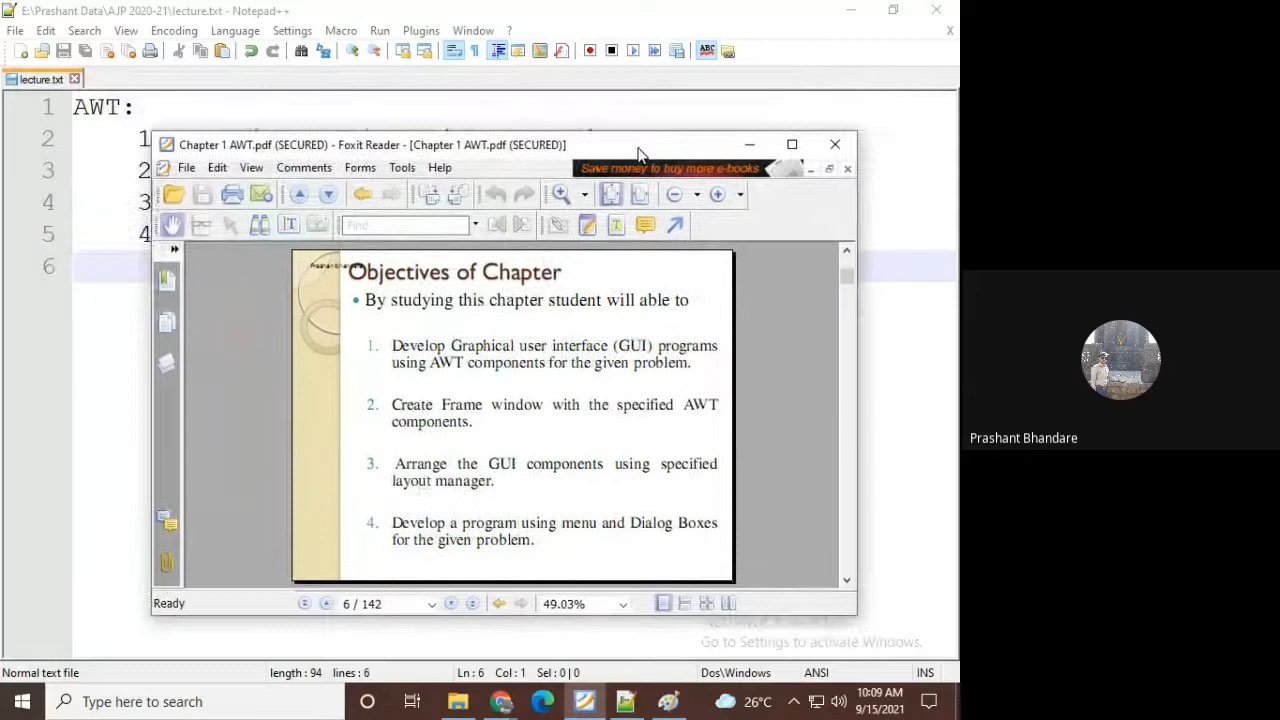 E:\Prashant Data\AJP 2020-21\lecture.txt - Notepad++
File Edit Search View Encoding Language Settings Macro Run Plugins Window ? X
ABC
lecture.txt
1 AWT:
2 1
3 2
4 3
5 4
6
Chapter 1 AWT.pdf (SECURED) - Foxit Reader - [Chapter 1 AWT.pdf (SECURED)]
File Edit View Comments Forms Tools Help
Save money to buy more e-books
Find
Prashant Bhandare
Objectives of Chapter
• By studying this chapter student will able to
1. Develop Graphical user interface (GUI) programs
using AWT components for the given problem.
2. Create Frame window with the specified AWT
components.
3. Arrange the GUI components using specified
layout manager.
4. Develop a program using menu and Dialog Boxes
for the given problem.
Ready 6 / 142 49.03%
Go to Settings to activate Windows.
Normal text file length : 94 lines : 6 Ln : 6 Col : 1 Sel : 0 | 0 Dos\Windows ANSI INS
Type here to search 26°C 10:09 AM
9/15/2021
Prashant Bhandare